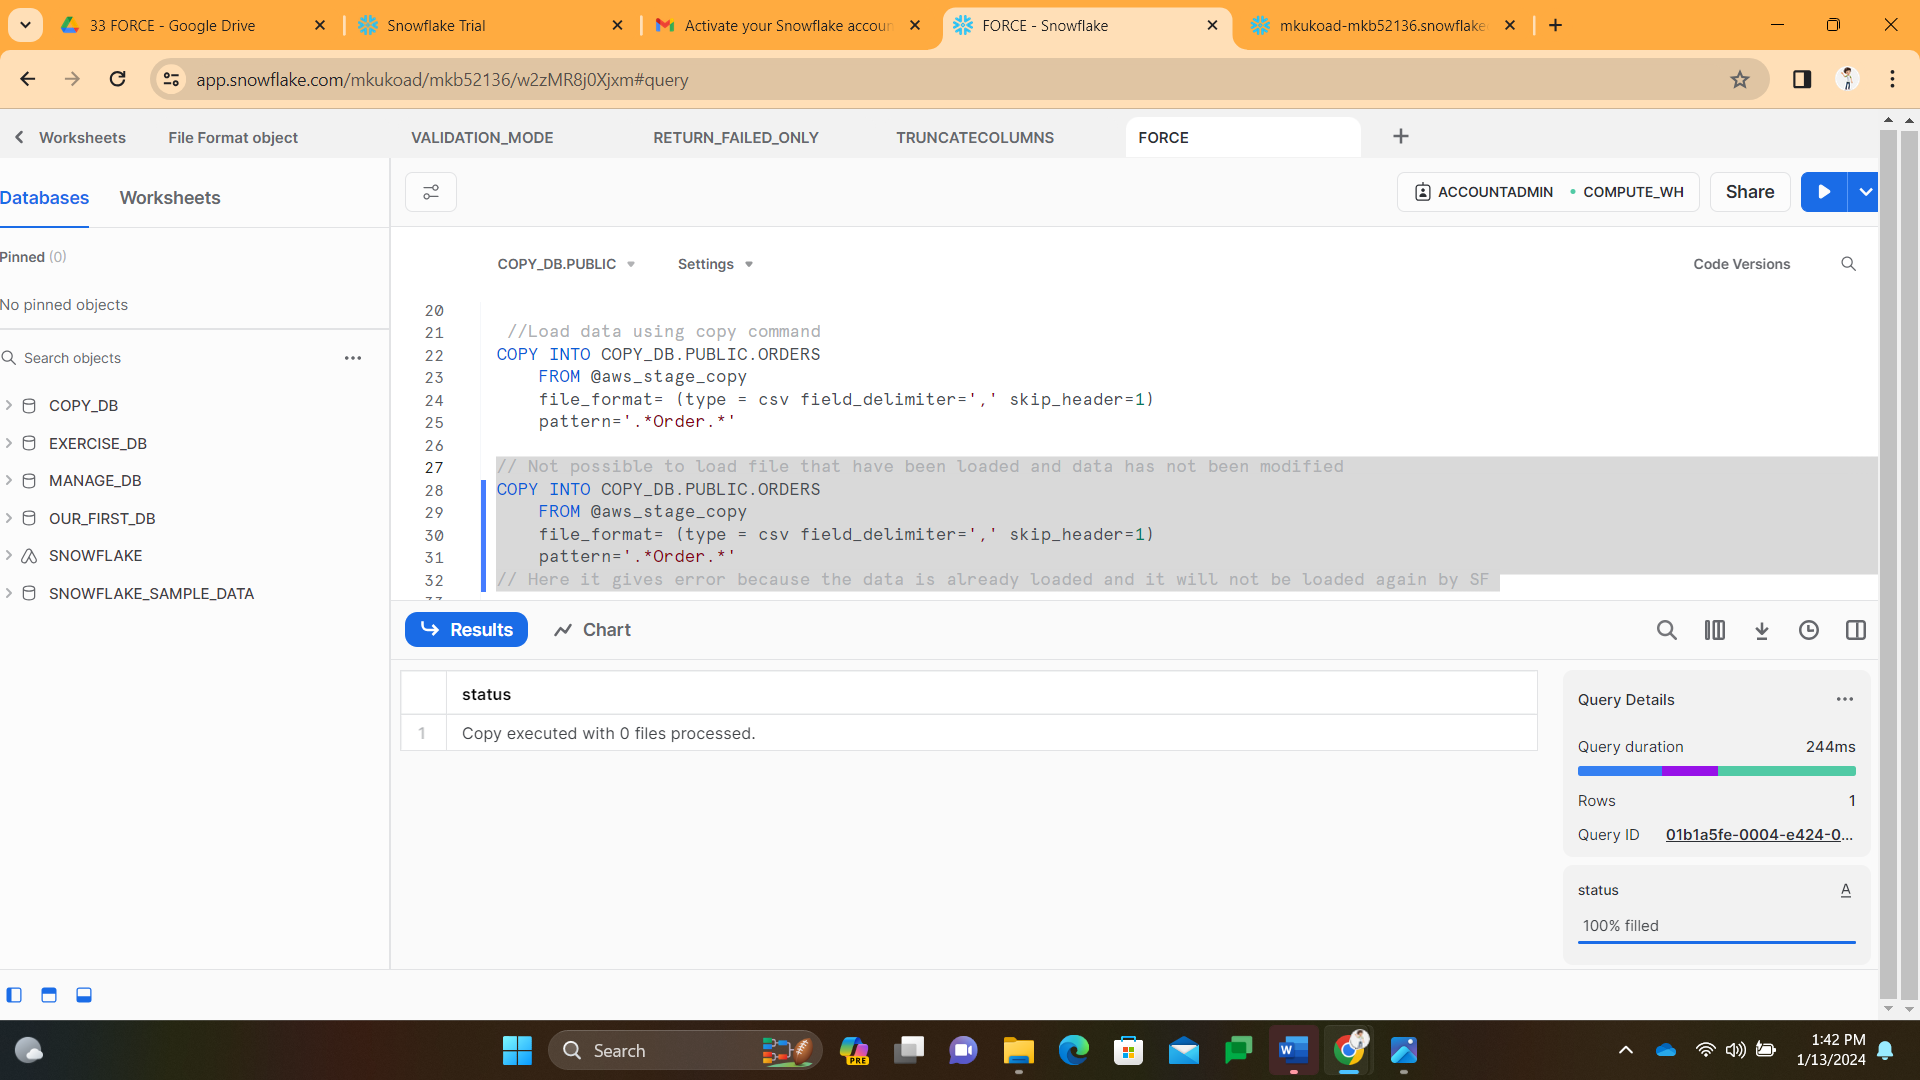 33 FORCE - Google Drive
Snowflake Trial
Activate your Snowflake accoun
FORCE - Snowflake
mkukoad-mkb52136.snowflake
app.snowflake.com/mkukoad/mkb52136/w2zMR8j0Xjxm#query
Worksheets
File Format object
VALIDATION_MODE
RETURN_FAILED_ONLY
TRUNCATECOLUMNS
FORCE
Databases
Worksheets
ACCOUNTADMIN
COMPUTE_WH
Share
Pinned (0)
No pinned objects
Search objects
COPY_DB
EXERCISE_DB
MANAGE_DB
OUR_FIRST_DB
SNOWFLAKE
SNOWFLAKE_SAMPLE_DATA
COPY_DB.PUBLIC
Settings
Code Versions
20
21 //Load data using copy command
22 COPY INTO COPY_DB.PUBLIC.ORDERS
23 FROM @aws_stage_copy
24 file_format= (type = csv field_delimiter=',' skip_header=1)
25 pattern='.*Order.*'
26
27 // Not possible to load file that have been loaded and data has not been modified
28 COPY INTO COPY_DB.PUBLIC.ORDERS
29 FROM @aws_stage_copy
30 file_format= (type = csv field_delimiter=',' skip_header=1)
31 pattern='.*Order.*'
32 // Here it gives error because the data is already loaded and it will not be loaded again by SF
Results
Chart
status
1 Copy executed with 0 files processed.
Query Details
Query duration 244ms
Rows 1
Query ID 01b1a5fe-0004-e424-0...
status A
100% filled
Search
PRE
W
1:42 PM
1/13/2024